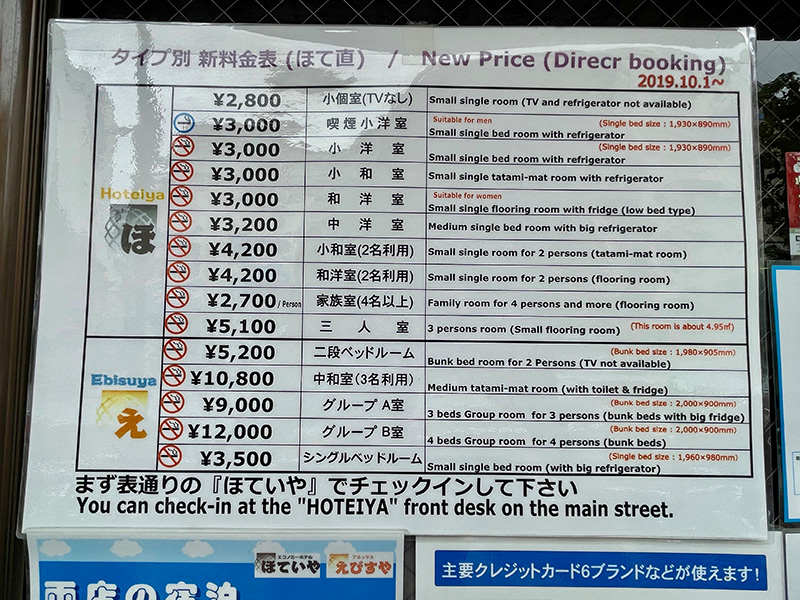 タイプ別 新料金表 (ほて直) / New Price (Direcr booking)
2019.10.1~
Hoteiya
ほ
¥2,800 小個室(TVなし) Small single room (TV and refrigerator not available)
¥3,000 喫煙小洋室 Suitable for men (Single bed size : 1,930×890mm)
Small single bed room with refrigerator
¥3,000 小 洋 室 (Single bed size : 1,930×890mm)
Small single bed room with refrigerator
¥3,000 小 和 室 Small single tatami-mat room with refrigerator
¥3,000 和 洋 室 Suitable for women
Small single flooring room with fridge (low bed type)
¥3,200 中 洋 室 Medium single bed room with big refrigerator
¥4,200 小和室(2名利用) Small single room for 2 persons (tatami-mat room)
¥4,200 和洋室(2名利用) Small single room for 2 persons (flooring room)
¥2,700 / Person 家族室(4名以上) Family room for 4 persons and more (flooring room)
¥5,100 三 人 室 3 persons room (Small flooring room) (This room is about 4.95㎡)
Ebisuya
え
¥5,200 二段ベッドルーム (Bunk bed size : 1,980×905mm)
Bunk bed room for 2 Persons (TV not available)
¥10,800 中和室(3名利用) Medium tatami-mat room (with toilet & fridge)
¥9,000 グループ A室 (Bunk bed size : 2,000×900mm)
3 beds Group room for 3 persons (bunk beds with big fridge)
¥12,000 グループ B室 (Bunk bed size : 2,000×900mm)
4 beds Group room for 4 persons (bunk beds)
¥3,500 シングルベッドルーム (Single bed size : 1,960×980mm)
Small single bed room (with big refrigerator)
まず表通りの『ほていや』でチェックインして下さい
You can check-in at the "HOTEIYA" front desk on the main street.
エコノミーホテル ほていや
アネックス えびすや
両店の宿泊
主要クレジットカード6ブランドなどが使えます!